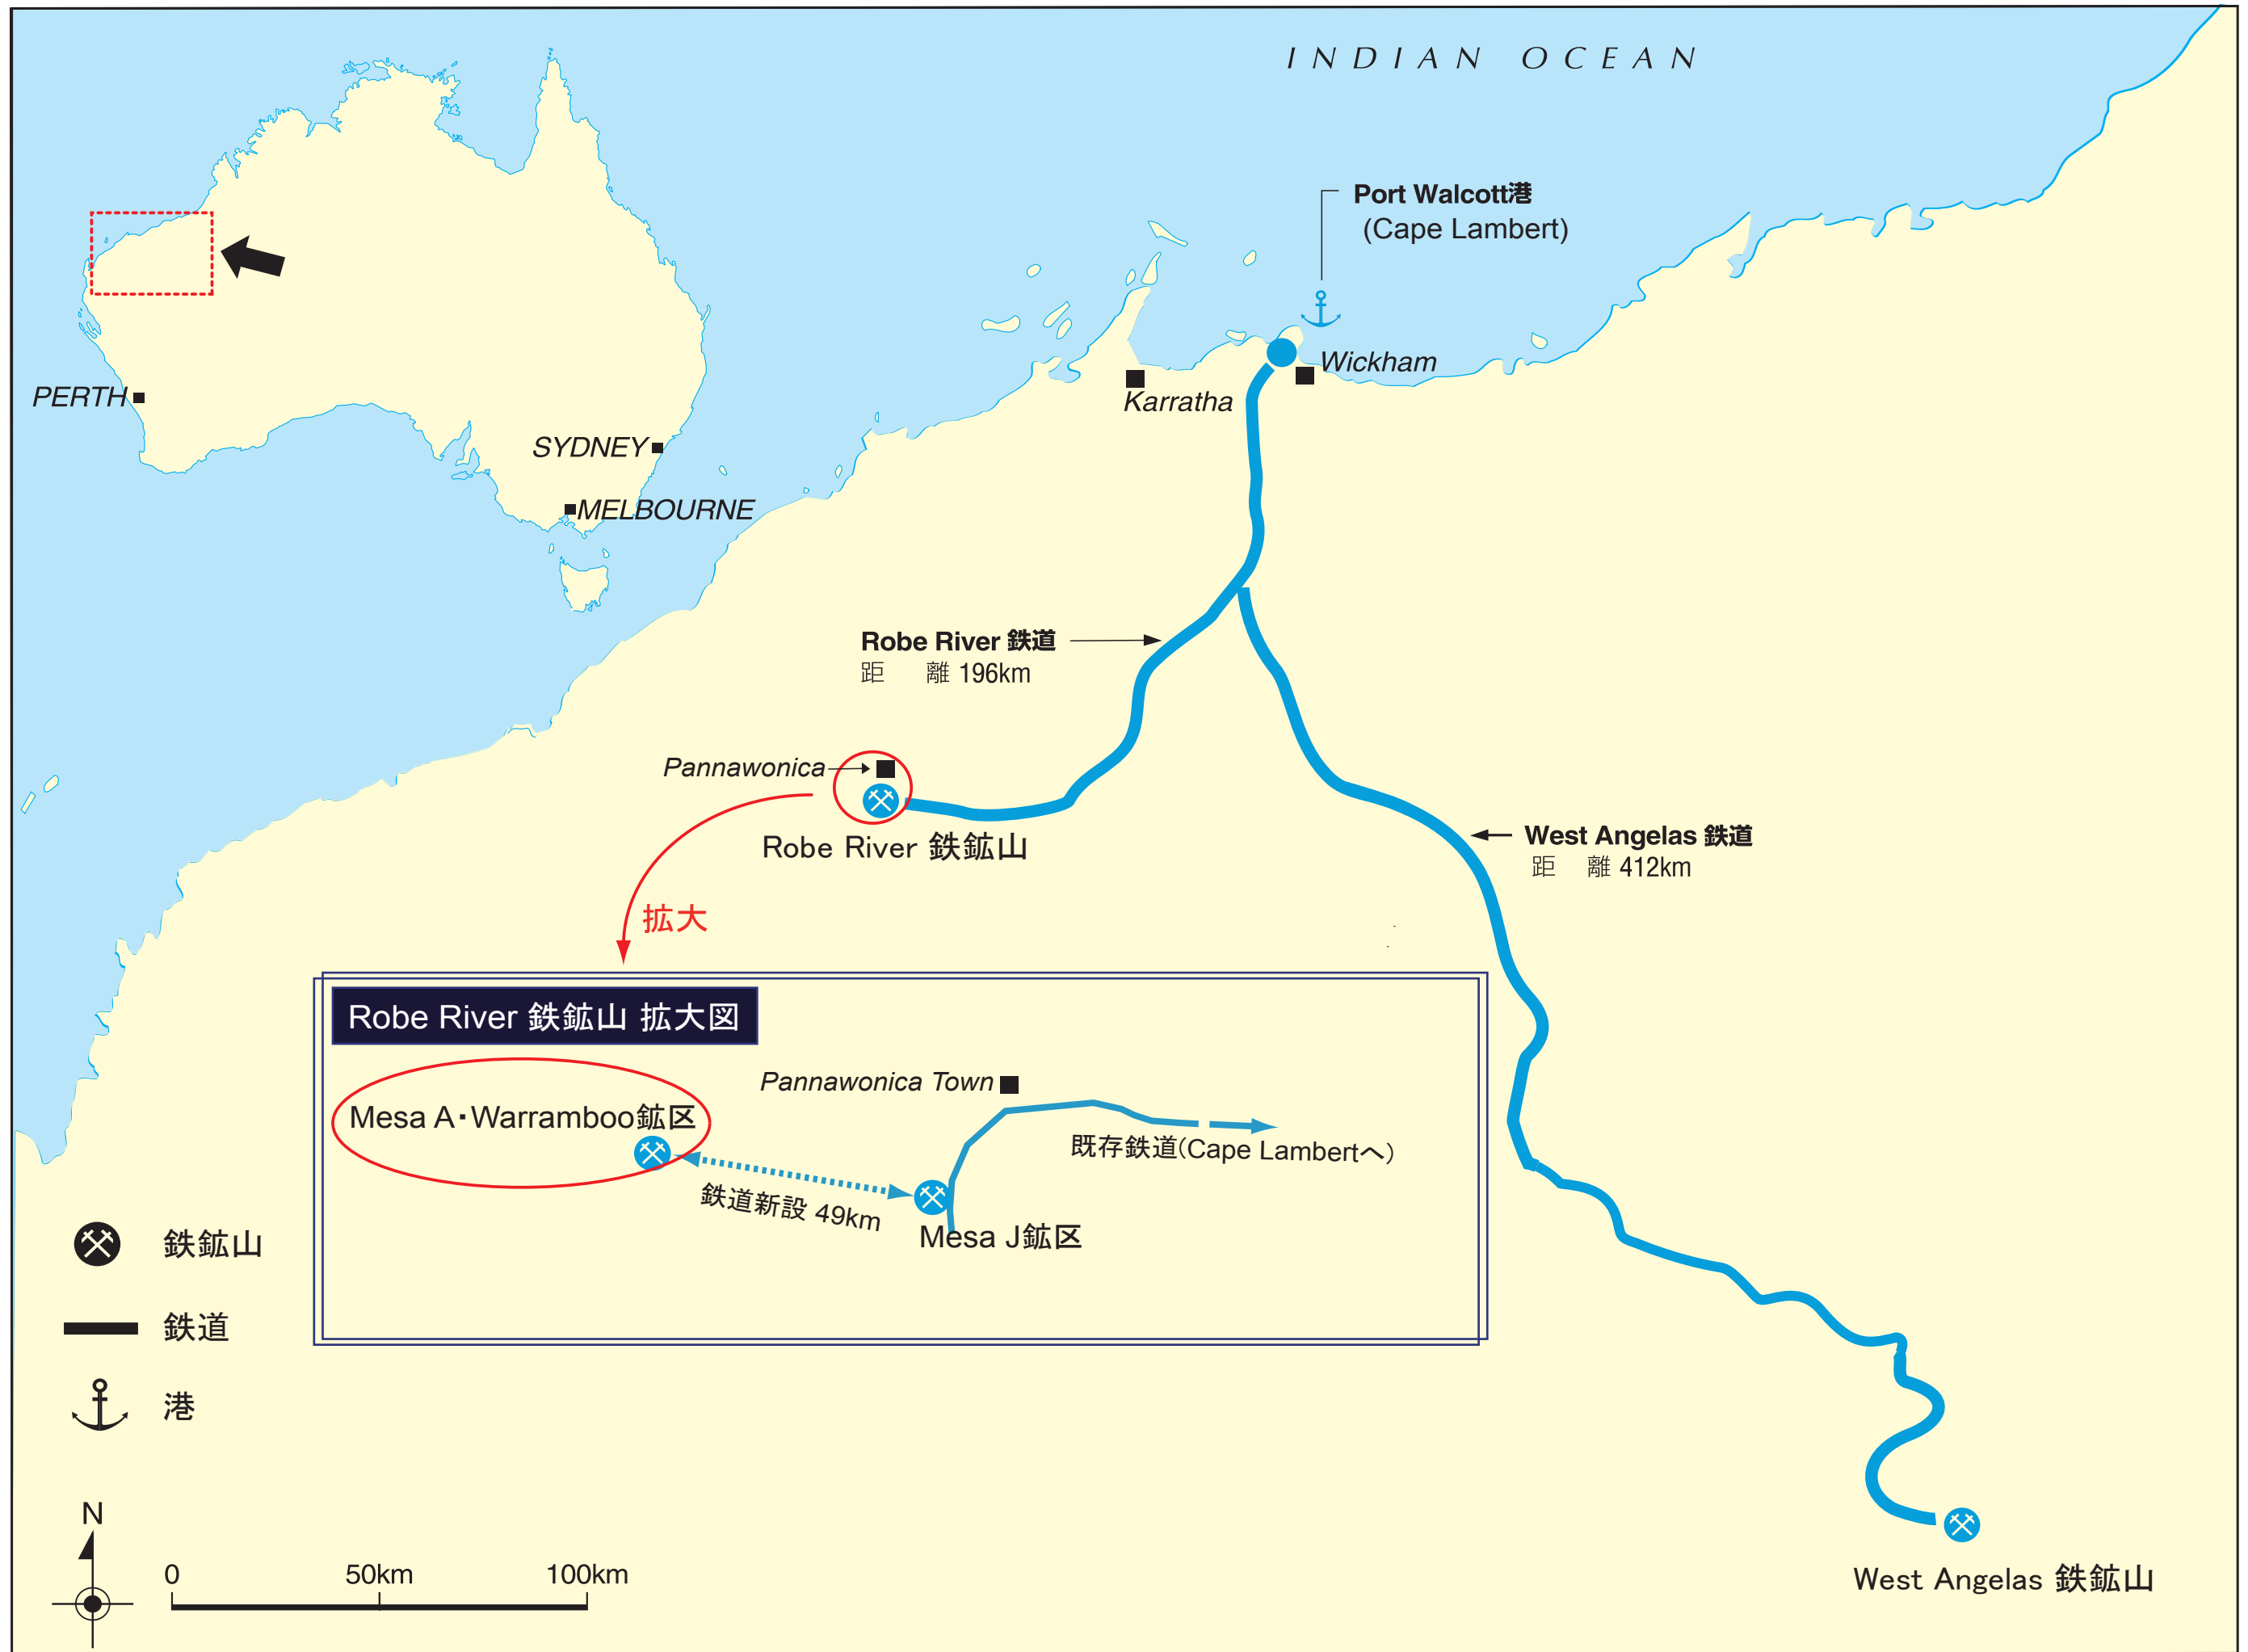 INDIAN OCEAN
Port Walcott港
(Cape Lambert)
Wickham
Karratha
PERTH
SYDNEY
MELBOURNE
Robe River 鉄道
距 離 196km
Pannawonica
Robe River 鉄鉱山
West Angelas 鉄道
距 離 412km
拡大
Robe River 鉄鉱山 拡大図
Pannawonica Town
Mesa A・Warramboo鉱区
既存鉄道(Cape Lambertへ)
鉄道新設 49km
Mesa J鉱区
鉄鉱山
鉄道
港
N
0 50km 100km
West Angelas 鉄鉱山